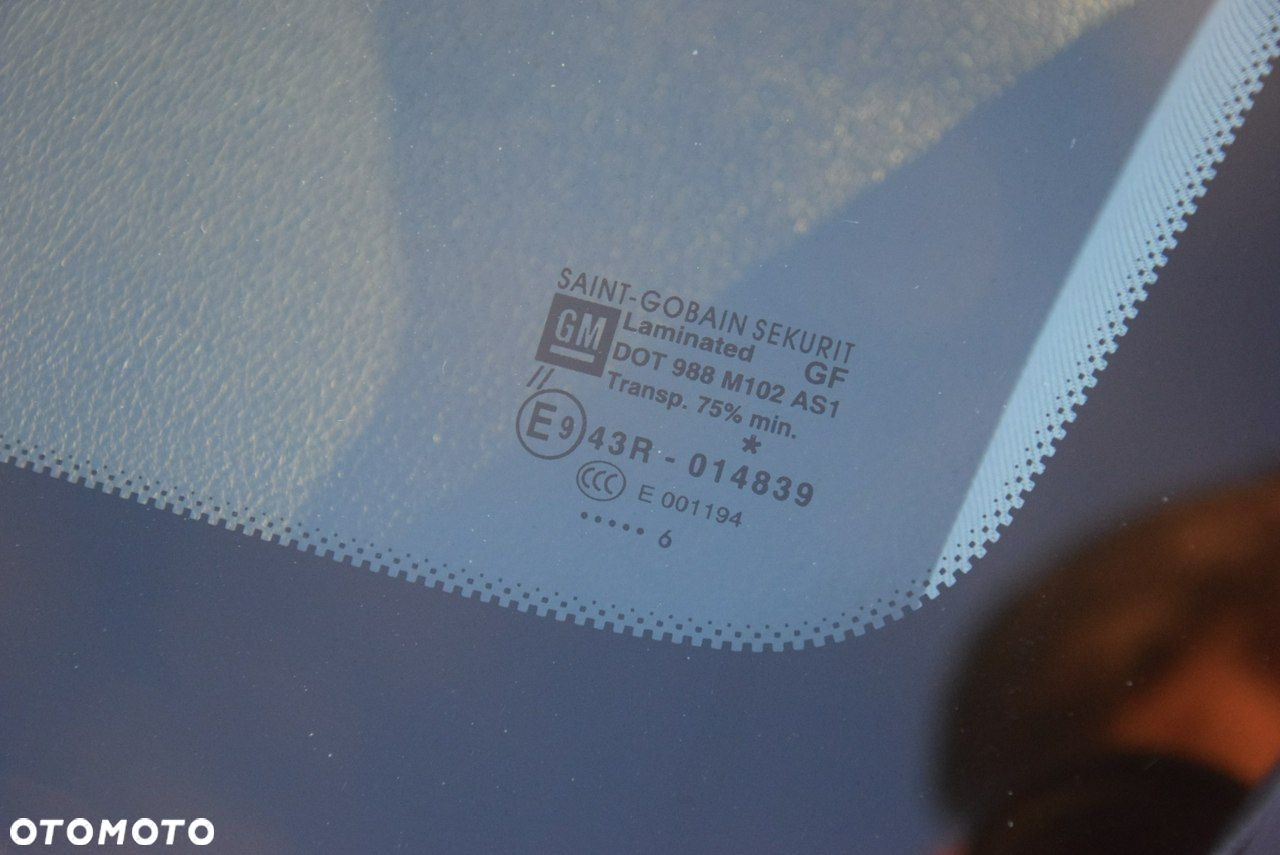 SAINT-GOBAIN SEKURIT
GM
Laminated GF
DOT 988 M102 AS1
Transp. 75% min.
//
*
E9 43R - 014839
CCC E 001194
••••• 6
OTOMOTO